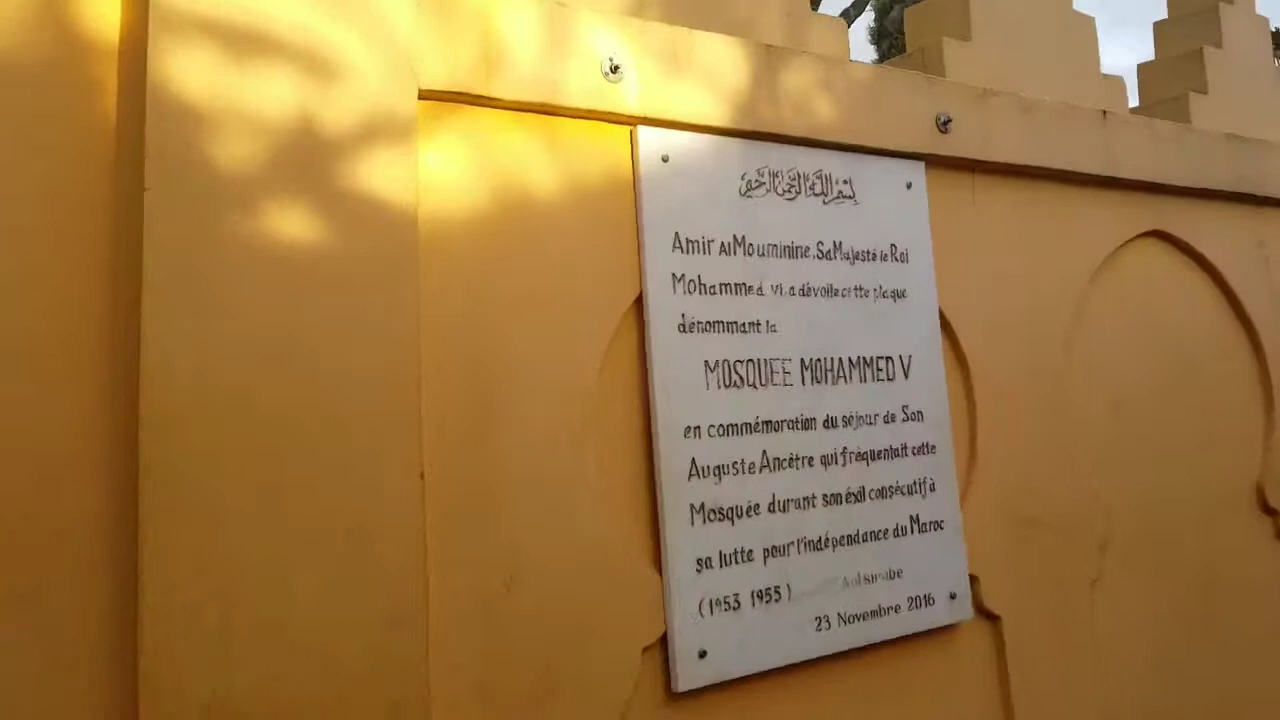 بسم الله الرحمن الرحيم
Amir Al Mouminine, Sa Majesté le Roi
Mohammed VI, a dévoilé cette plaque
dénommant la
MOSQUEE MOHAMMED V
en commémoration du séjour de Son
Auguste Ancêtre qui fréquentait cette
Mosquée durant son éxil consécutif à
sa lutte pour l'indépendance du Maroc
(1953 1955) Antsirabe
23 Novembre 2016